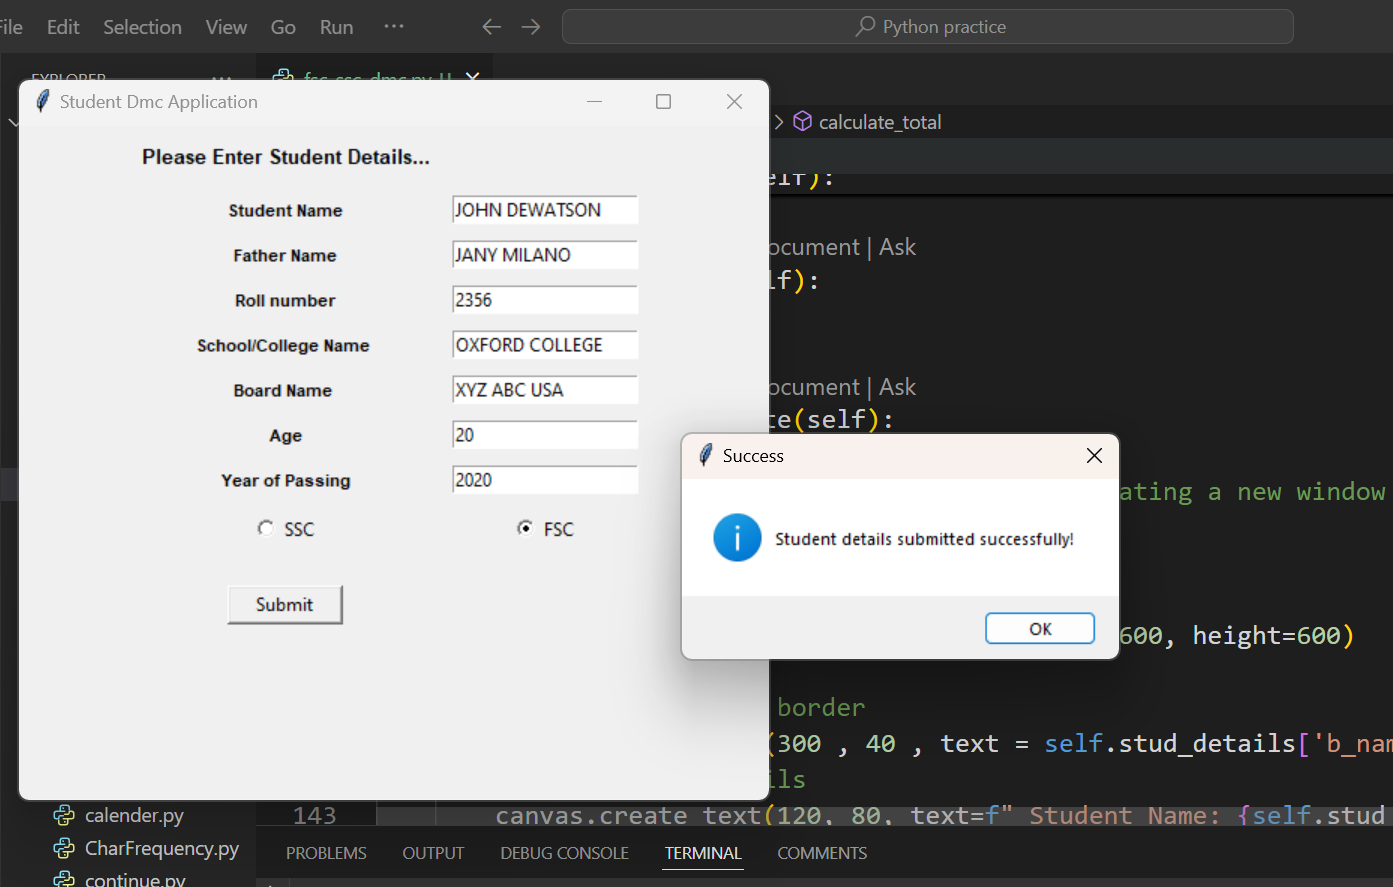 File Edit Selection View Go Run ...
Python practice
EXPLORER ...
fsc_ssc_dmc.py U
Student Dmc Application
calculate_total
Please Enter Student Details...
elf):
Student Name JOHN DEWATSON
ocument | Ask
Father Name JANY MILANO
lf):
Roll number 2356
School/College Name OXFORD COLLEGE
Board Name XYZ ABC USA
ocument | Ask
te(self):
Age 20
Year of Passing 2020
SSC FSC
Submit
Success
ating a new window
Student details submitted successfully!
OK
600, height=600)
border
(300 , 40 , text = self.stud_details['b_nam
ils
143 canvas.create_text(120, 80, text=f" Student Name: {self.stud
calender.py
CharFrequency.py
continue.py
PROBLEMS OUTPUT DEBUG CONSOLE TERMINAL COMMENTS